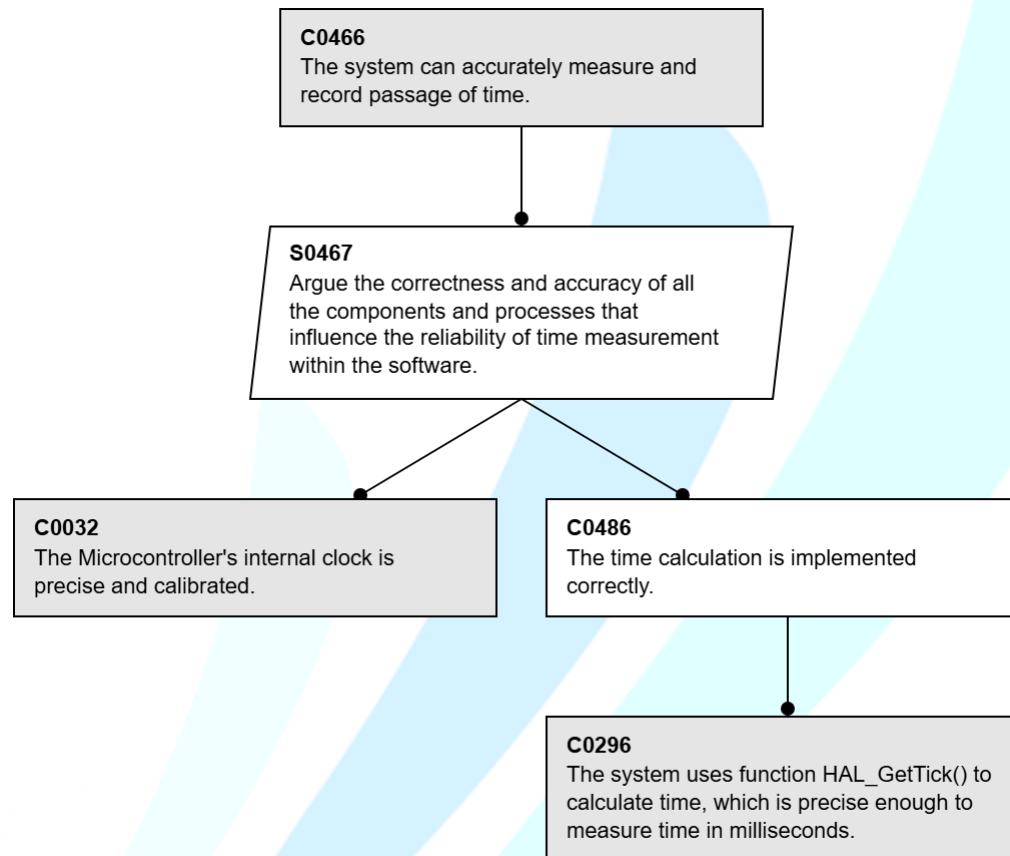 C0466
The system can accurately measure and
record passage of time.
S0467
Argue the correctness and accuracy of all
the components and processes that
influence the reliability of time measurement
within the software.
C0032
The Microcontroller's internal clock is
precise and calibrated.
C0486
The time calculation is implemented
correctly.
C0296
The system uses function HAL_GetTick() to
calculate time, which is precise enough to
measure time in milliseconds.